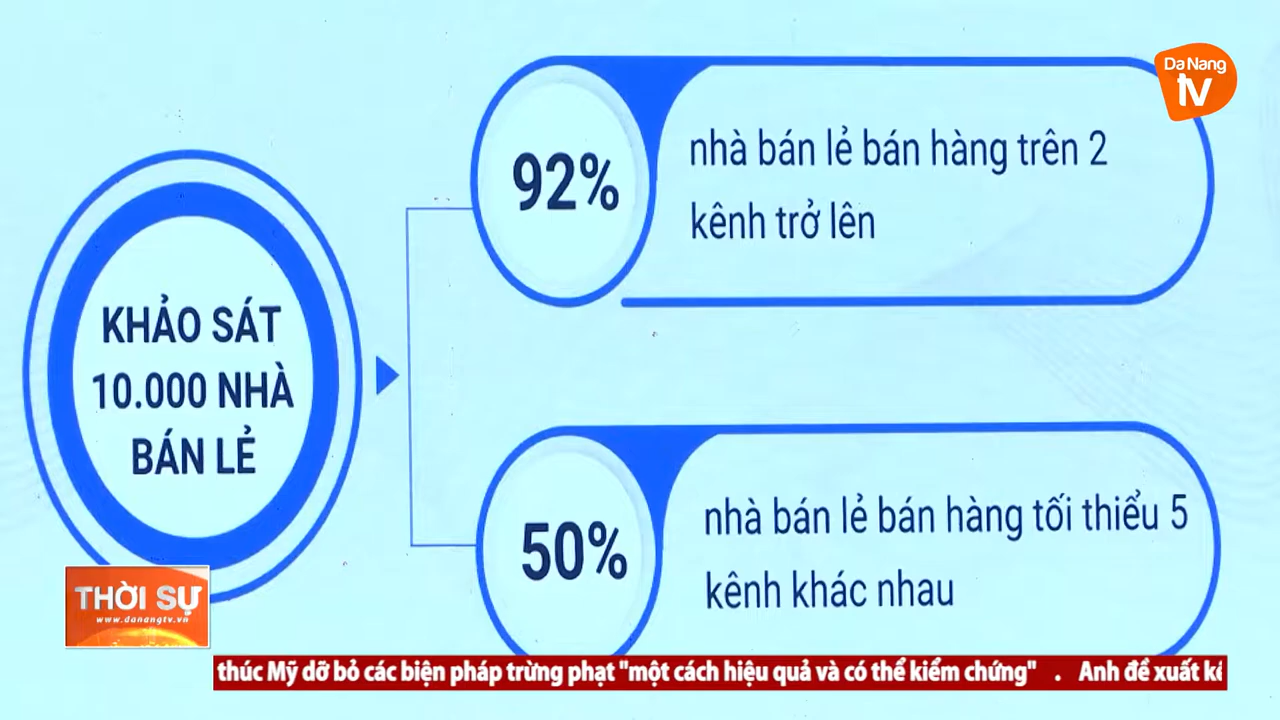 Da Nang
tv
92%
nhà bán lẻ bán hàng trên 2
kênh trở lên
KHẢO SÁT
10.000 NHÀ
BÁN LẺ
50%
nhà bán lẻ bán hàng tối thiểu 5
kênh khác nhau
THỜI SỰ
www.danangtv.vn
thúc Mỹ dỡ bỏ các biện pháp trừng phạt "một cách hiệu quả và có thể kiểm chứng" . Anh đề xuất